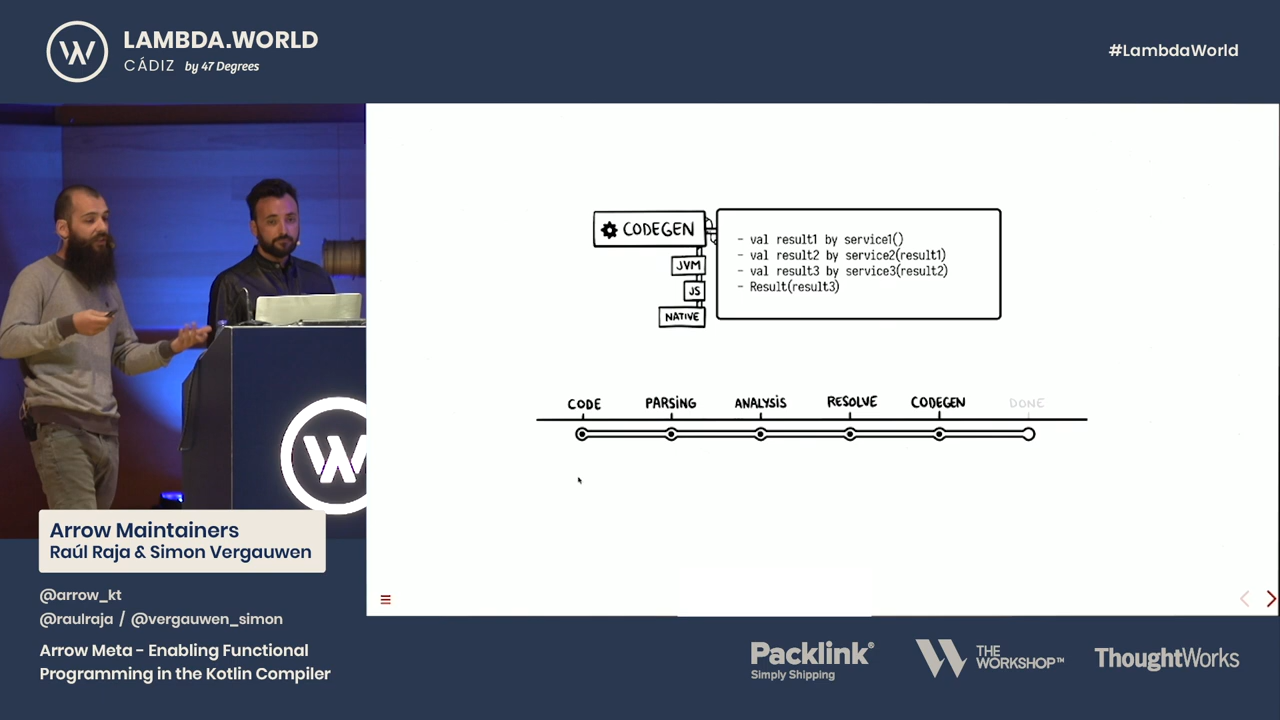 LAMBDA.WORLD
CÁDIZ by 47 Degrees
#LambdaWorld
CODEGEN
JVM
JS
NATIVE
- val result1 by service1()
- val result2 by service2(result1)
- val result3 by service3(result2)
- Result(result3)
CODE PARSING ANALYSIS RESOLVE CODEGEN DONE
Arrow Maintainers
Raúl Raja & Simon Vergauwen
@arrow_kt
@raulraja / @vergauwen_simon
Arrow Meta - Enabling Functional
Programming in the Kotlin Compiler
Packlink®
Simply Shipping
THE
WORKSHOP™
ThoughtWorks